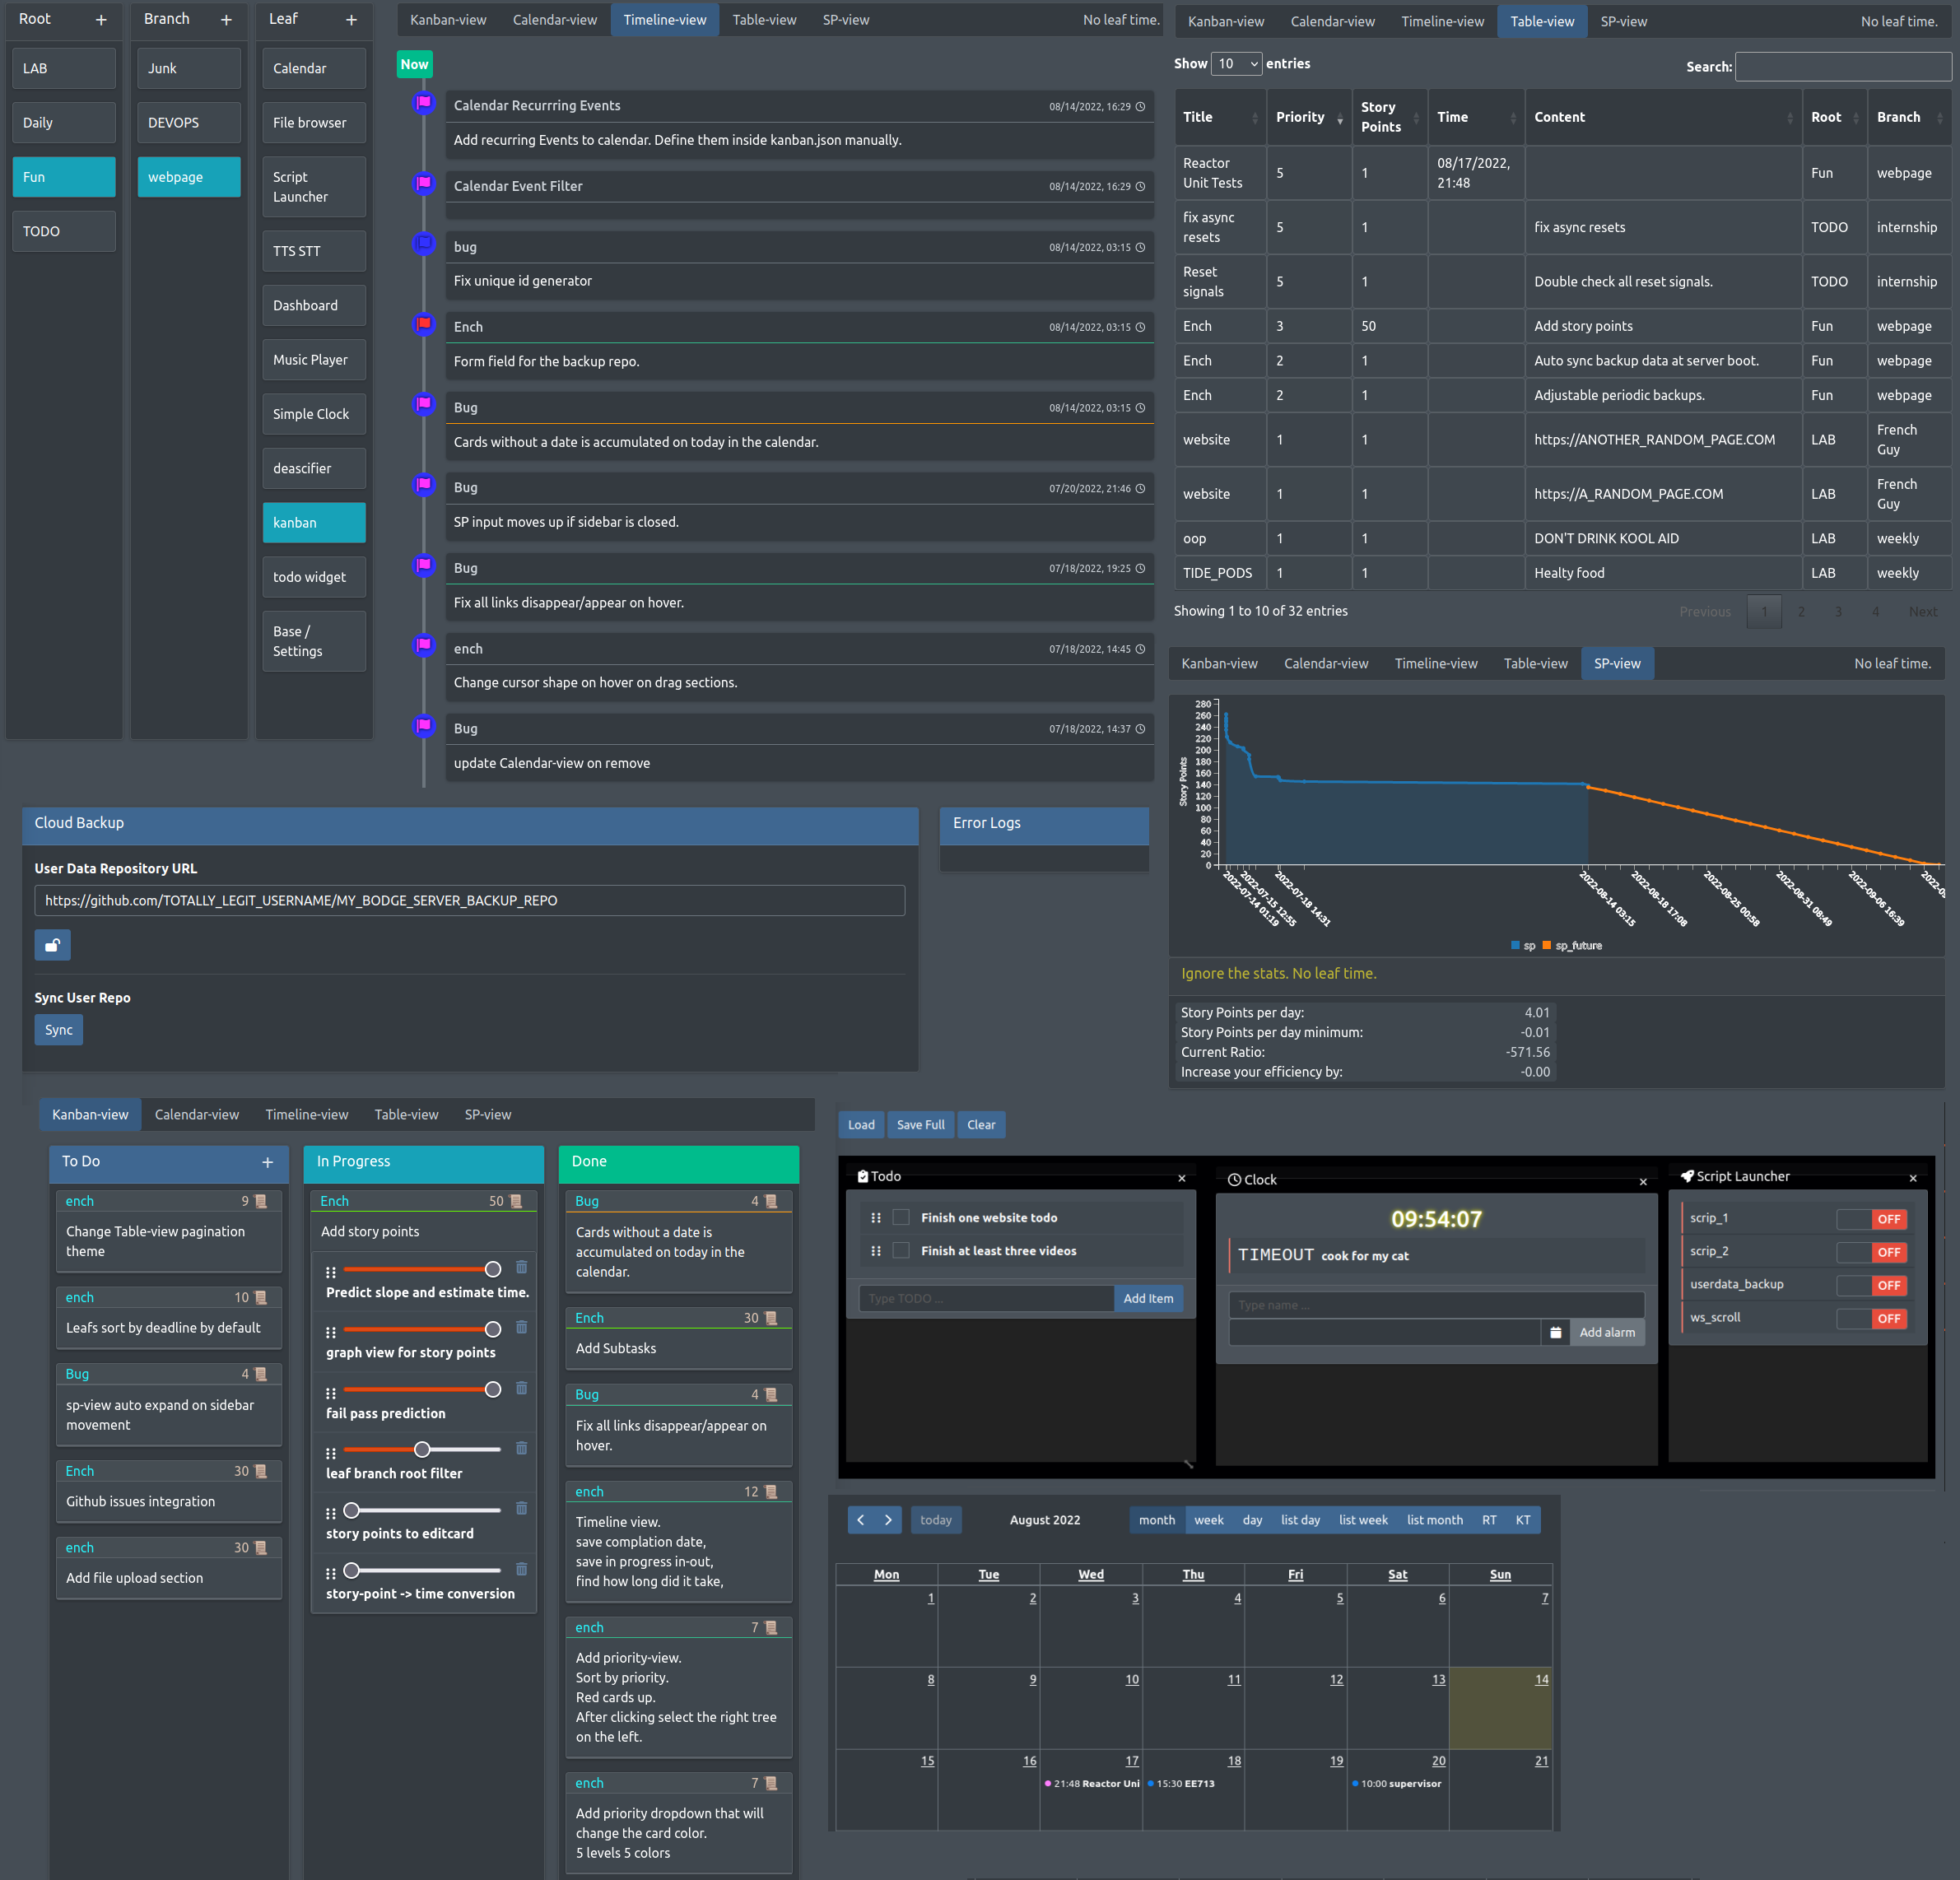 Root +
LAB
Daily
Fun
TODO
Branch +
Junk
DEVOPS
webpage
Leaf +
Calendar
File browser
Script
Launcher
TTS STT
Dashboard
Music Player
Simple Clock
deascifier
kanban
todo widget
Base /
Settings
Kanban-view Calendar-view Timeline-view Table-view SP-view No leaf time.
Now
Calendar Recurrring Events 08/14/2022, 16:29
Add recurring Events to calendar. Define them inside kanban.json manually.
Calendar Event Filter 08/14/2022, 16:29
bug 08/14/2022, 03:15
Fix unique id generator
Ench 08/14/2022, 03:15
Form field for the backup repo.
Bug 08/14/2022, 03:15
Cards without a date is accumulated on today in the calendar.
Bug 07/20/2022, 21:46
SP input moves up if sidebar is closed.
Bug 07/18/2022, 19:25
Fix all links disappear/appear on hover.
ench 07/18/2022, 14:45
Change cursor shape on hover on drag sections.
Bug 07/18/2022, 14:37
update Calendar-view on remove
Kanban-view Calendar-view Timeline-view Table-view SP-view No leaf time.
Show 10 entries
Search:
Title Priority Story Points Time Content Root Branch
Reactor Unit Tests 5 1 08/17/2022, 21:48 Fun webpage
fix async resets 5 1 fix async resets TODO internship
Reset signals 5 1 Double check all reset signals. TODO internship
Ench 3 50 Add story points Fun webpage
Ench 2 1 Auto sync backup data at server boot. Fun webpage
Ench 2 1 Adjustable periodic backups. Fun webpage
website 1 1 https://ANOTHER_RANDOM_PAGE.COM LAB French Guy
website 1 1 https://A_RANDOM_PAGE.COM LAB French Guy
oop 1 1 DON'T DRINK KOOL AID LAB weekly
TIDE_PODS 1 1 Healty food LAB weekly
Showing 1 to 10 of 32 entries
Previous 1 2 3 4 Next
Kanban-view Calendar-view Timeline-view Table-view SP-view No leaf time.
Story Points
280
260
240
220
200
180
160
140
120
100
80
60
40
20
0
2022-07-14 01:19
2022-07-15 12:55
2022-07-18 14:31
2022-08-14 03:15
2022-08-18 17:08
2022-08-25 00:58
2022-08-31 08:49
2022-09-06 16:39
sp sp_future
Ignore the stats. No leaf time.
Story Points per day: 4.01
Story Points per day minimum: -0.01
Current Ratio: -571.56
Increase your efficiency by: -0.00
Cloud Backup
User Data Repository URL
https://github.com/TOTALLY_LEGIT_USERNAME/MY_BODGE_SERVER_BACKUP_REPO
Sync User Repo
Sync
Error Logs
Kanban-view Calendar-view Timeline-view Table-view SP-view
To Do +
ench 9
Change Table-view pagination
theme
ench 10
Leafs sort by deadline by default
Bug 4
sp-view auto expand on sidebar
movement
Ench 30
Github issues integration
ench 30
Add file upload section
In Progress
Ench 50
Add story points
Predict slope and estimate time.
graph view for story points
fail pass prediction
leaf branch root filter
story points to editcard
story-point -> time conversion
Done
Bug 4
Cards without a date is
accumulated on today in the
calendar.
Ench 30
Add Subtasks
Bug 4
Fix all links disappear/appear on
hover.
ench 12
Timeline view.
save complation date,
save in progress in-out,
find how long did it take,
ench 7
Add priority-view.
Sort by priority.
Red cards up.
After clicking select the right tree
on the left.
ench 7
Add priority dropdown that will
change the card color.
5 levels 5 colors
Load Save Full Clear
Todo ×
Finish one website todo
Finish at least three videos
Type TODO ... Add Item
Clock ×
09:54:07
TIMEOUT cook for my cat
Type name ...
Add alarm
Script Launcher ×
scrip_1 OFF
scrip_2 OFF
userdata_backup OFF
ws_scroll OFF
< > today August 2022 month week day list day list week list month RT KT
Mon Tue Wed Thu Fri Sat Sun
1 2 3 4 5 6 7
8 9 10 11 12 13 14
15 16 17 18 19 20 21
21:48 Reactor Uni 15:30 EE713 10:00 supervisor